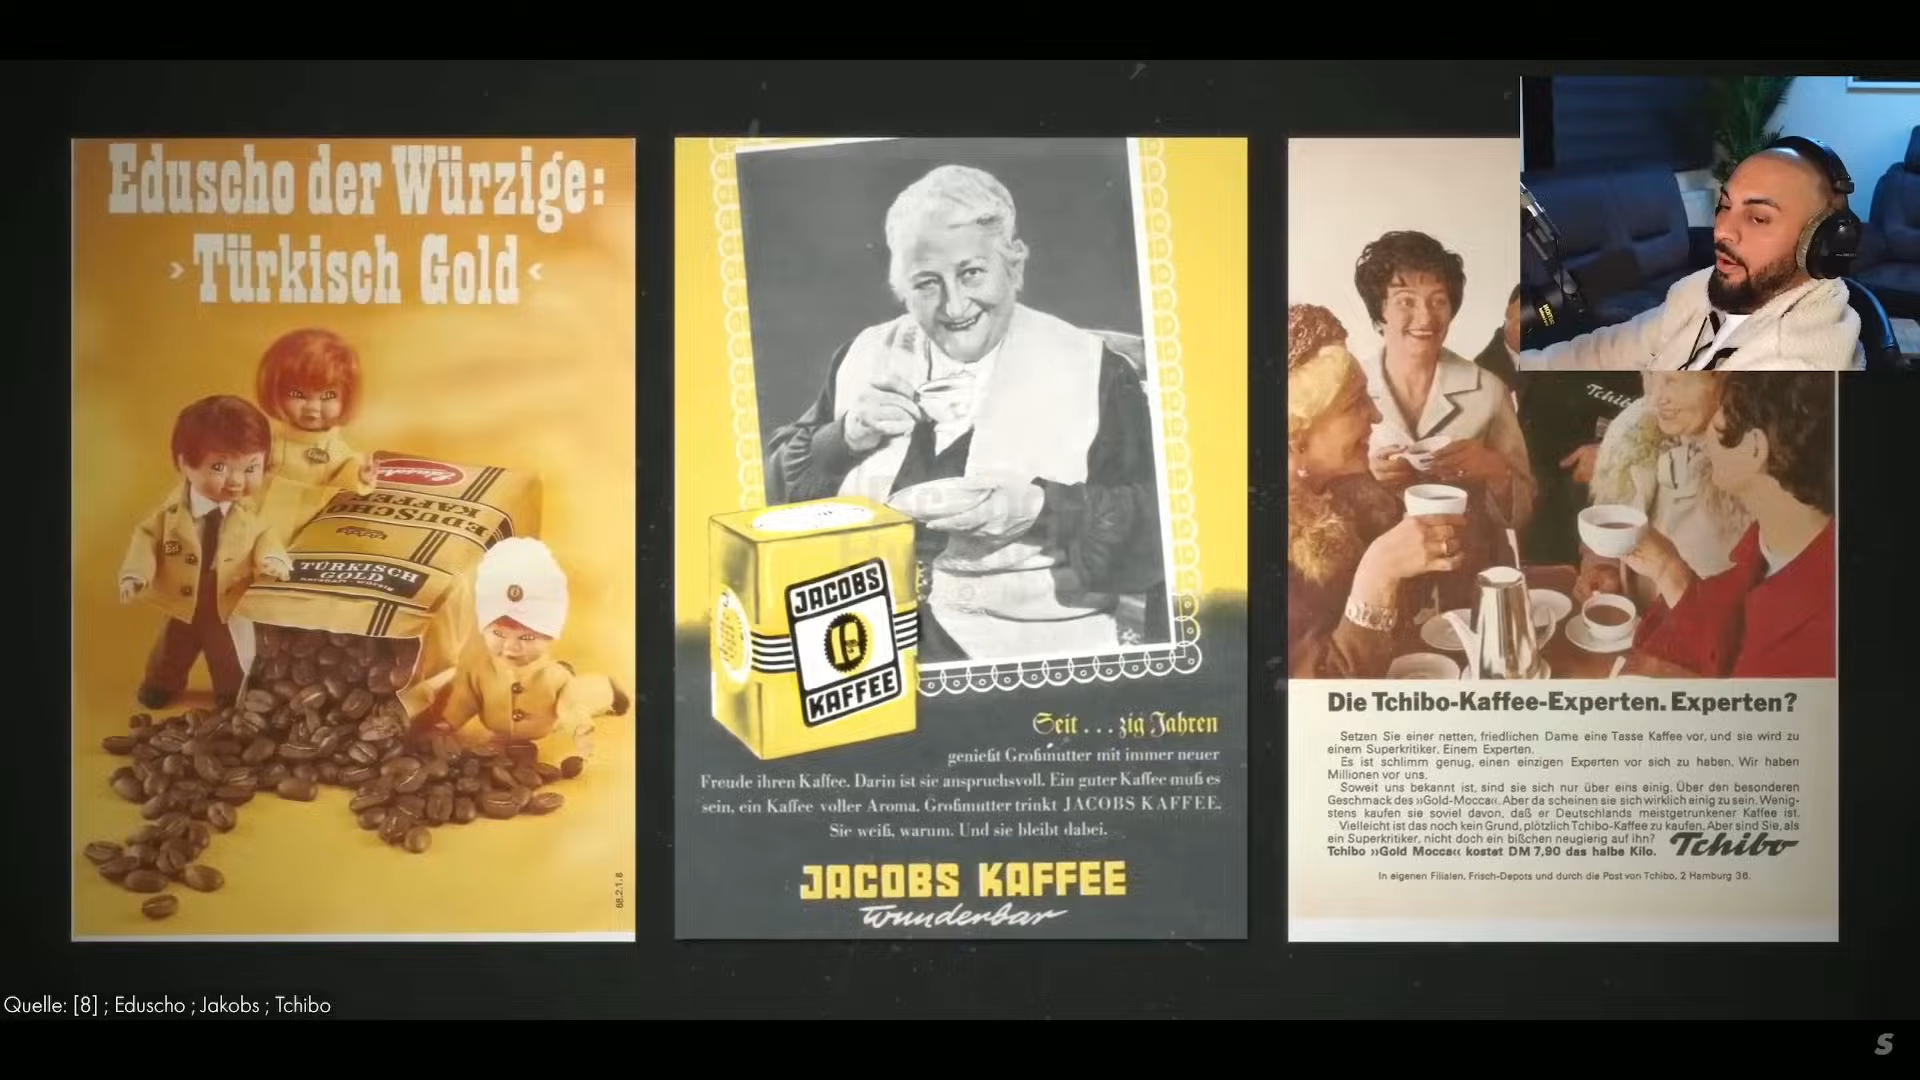 Eduscho der Würzige:
›Türkisch Gold‹
Eduscho
EDUSCHO
KAFFEE
TÜRKISCH
GOLD
68.2.1.8
JACOBS
KAFFEE
Seit ... zig Jahren
genießt Großmutter mit immer neuer
Freude ihren Kaffee. Darin ist sie anspruchsvoll. Ein guter Kaffee muß es
sein, ein Kaffee voller Aroma. Großmutter trinkt JACOBS KAFFEE.
Sie weiß, warum. Und sie bleibt dabei.
JACOBS KAFFEE
wunderbar
Tchibo
Die Tchibo-Kaffee-Experten. Experten?
Setzen Sie einer netten, friedlichen Dame eine Tasse Kaffee vor, und sie wird zu
einem Superkritiker. Einem Experten.
Es ist schlimm genug, einen einzigen Experten vor sich zu haben. Wir haben
Millionen vor uns.
Soweit uns bekannt ist, sind sie sich nur über eins einig. Über den besonderen
Geschmack des »Gold-Mocca«. Aber da scheinen sie sich wirklich einig zu sein. Wenig-
stens kaufen sie soviel davon, daß er Deutschlands meistgetrunkener Kaffee ist.
Vielleicht ist das noch kein Grund, plötzlich Tchibo-Kaffee zu kaufen. Aber sind Sie, als
ein Superkritiker, nicht doch ein bißchen neugierig auf ihn?
Tchibo »Gold Mocca« kostet DM 7,90 das halbe Kilo.
Tchibo
In eigenen Filialen, Frisch-Depots und durch die Post von Tchibo, 2 Hamburg 36.
Quelle: [8] ; Eduscho ; Jakobs ; Tchibo
S